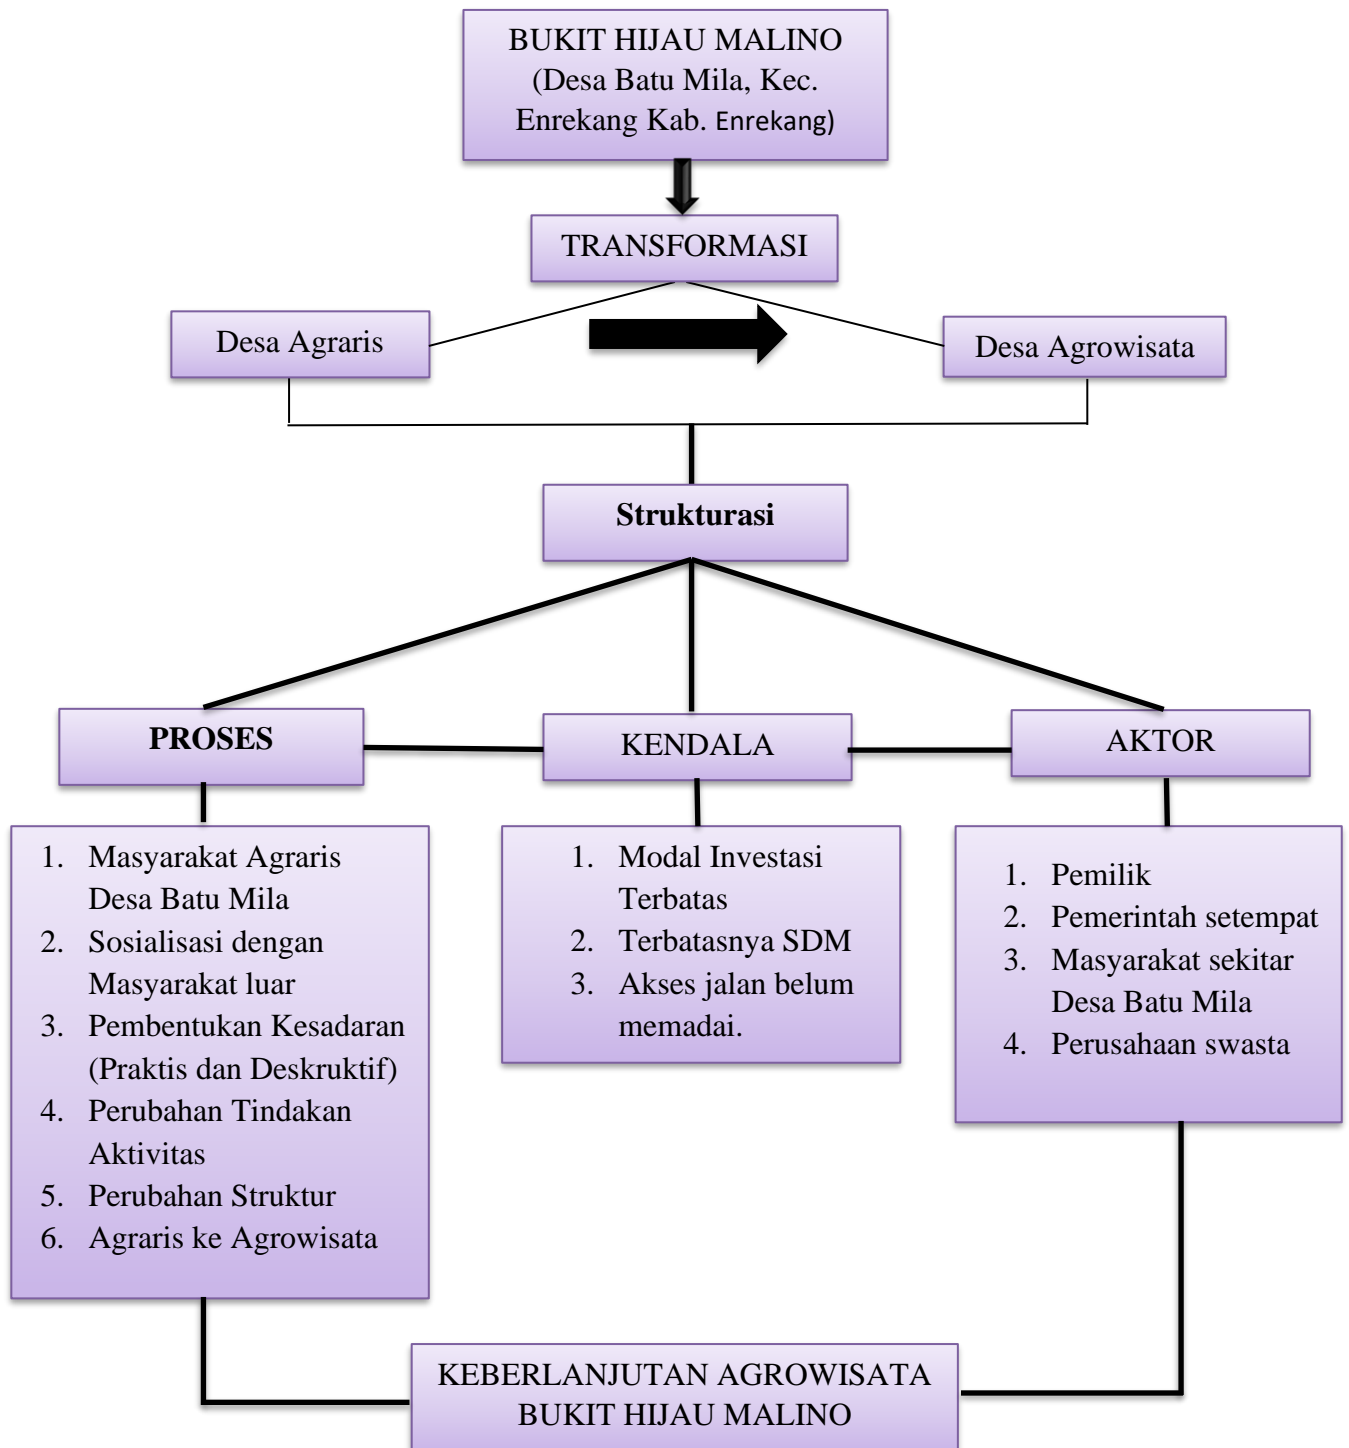 BUKIT HIJAU MALINO
(Desa Batu Mila, Kec.
Enrekang Kab. Enrekang)
TRANSFORMASI
Desa Agraris
Desa Agrowisata
Strukturasi
PROSES
KENDALA
AKTOR
1. Masyarakat Agraris
Desa Batu Mila
2. Sosialisasi dengan
Masyarakat luar
3. Pembentukan Kesadaran
(Praktis dan Deskruktif)
4. Perubahan Tindakan
Aktivitas
5. Perubahan Struktur
6. Agraris ke Agrowisata
1. Modal Investasi
Terbatas
2. Terbatasnya SDM
3. Akses jalan belum
memadai.
1. Pemilik
2. Pemerintah setempat
3. Masyarakat sekitar
Desa Batu Mila
4. Perusahaan swasta
KEBERLANJUTAN AGROWISATA
BUKIT HIJAU MALINO